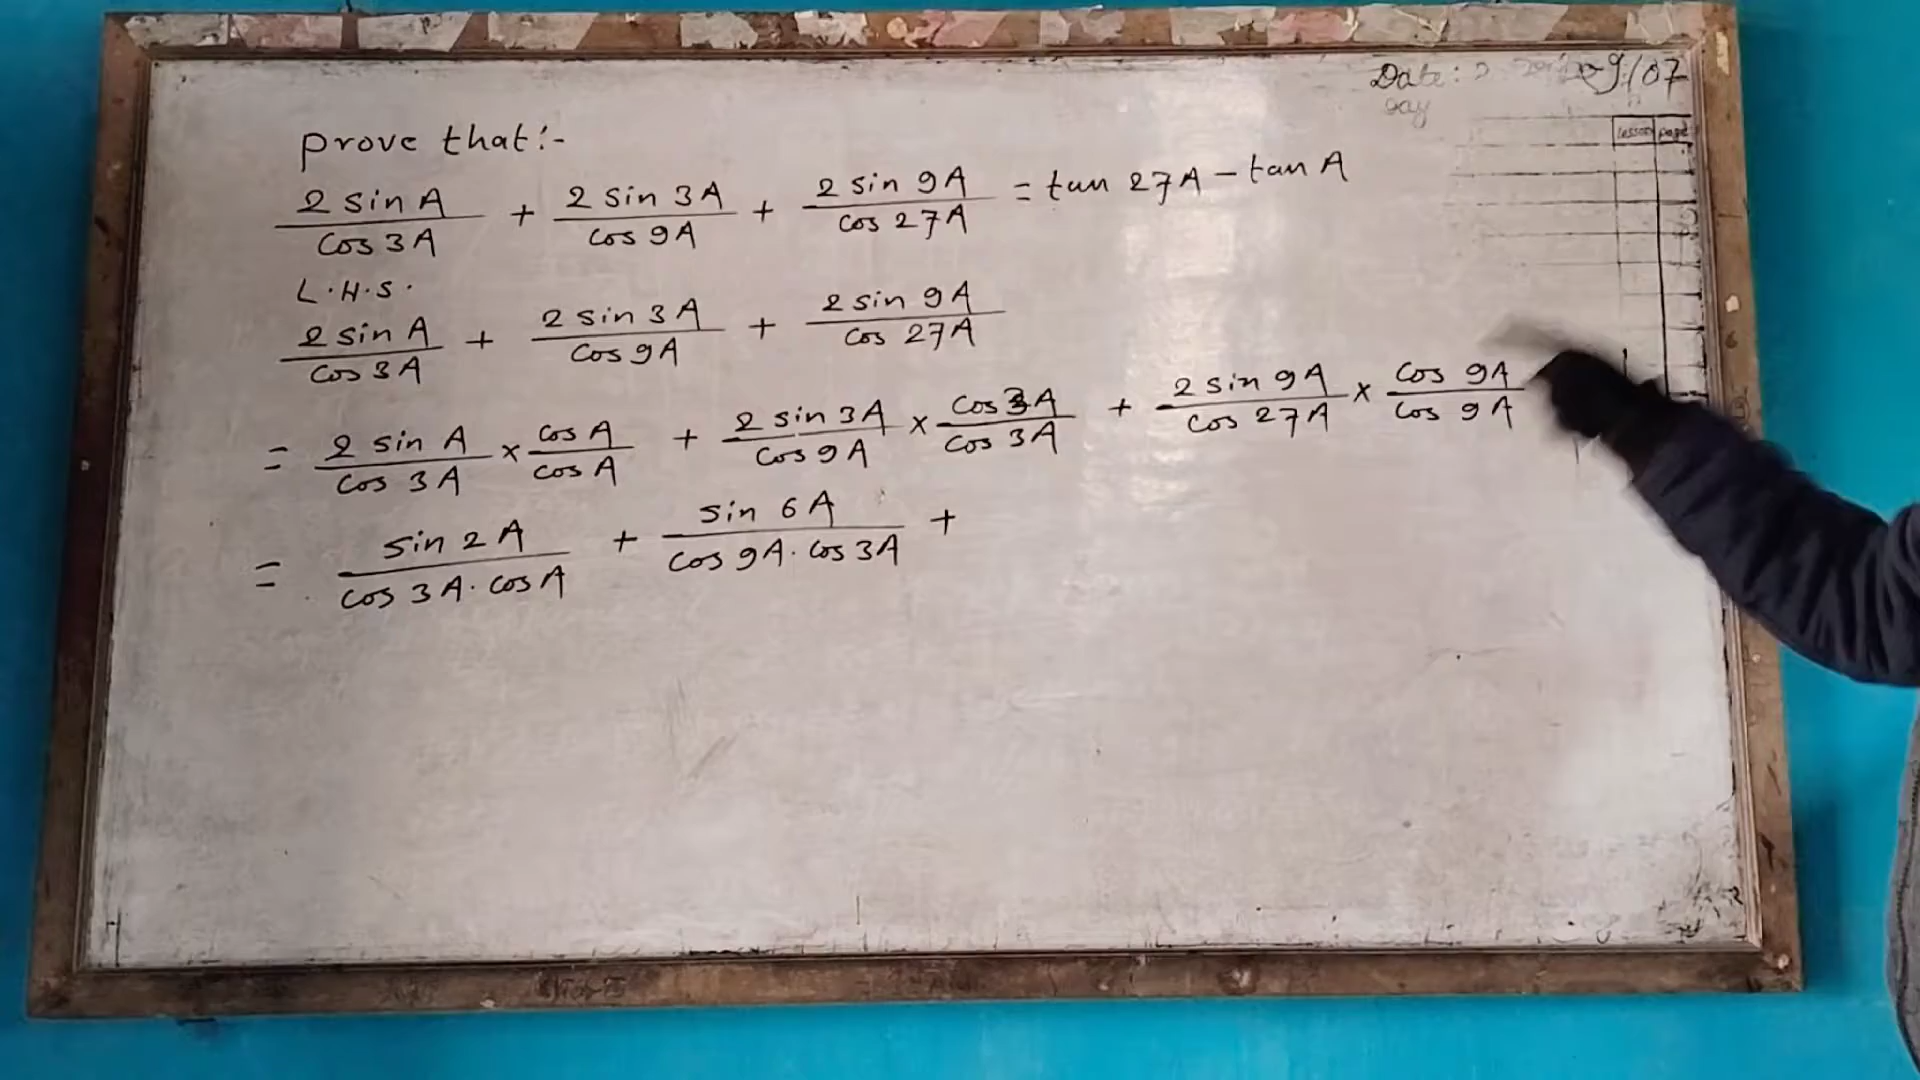 Date: 29/07
lesson page
prove that:-
2 sin A / cos 3A + 2 sin 3A / cos 9A + 2 sin 9A / cos 27A = tan 27A - tan A
L.H.S.
2 sin A / cos 3A + 2 sin 3A / cos 9A + 2 sin 9A / cos 27A
= 2 sin A / cos 3A × cos A / cos A + 2 sin 3A / cos 9A × cos 3A / cos 3A + 2 sin 9A / cos 27A × cos 9A / cos 9A
= sin 2A / cos 3A. cos A + sin 6A / cos 9A. cos 3A +